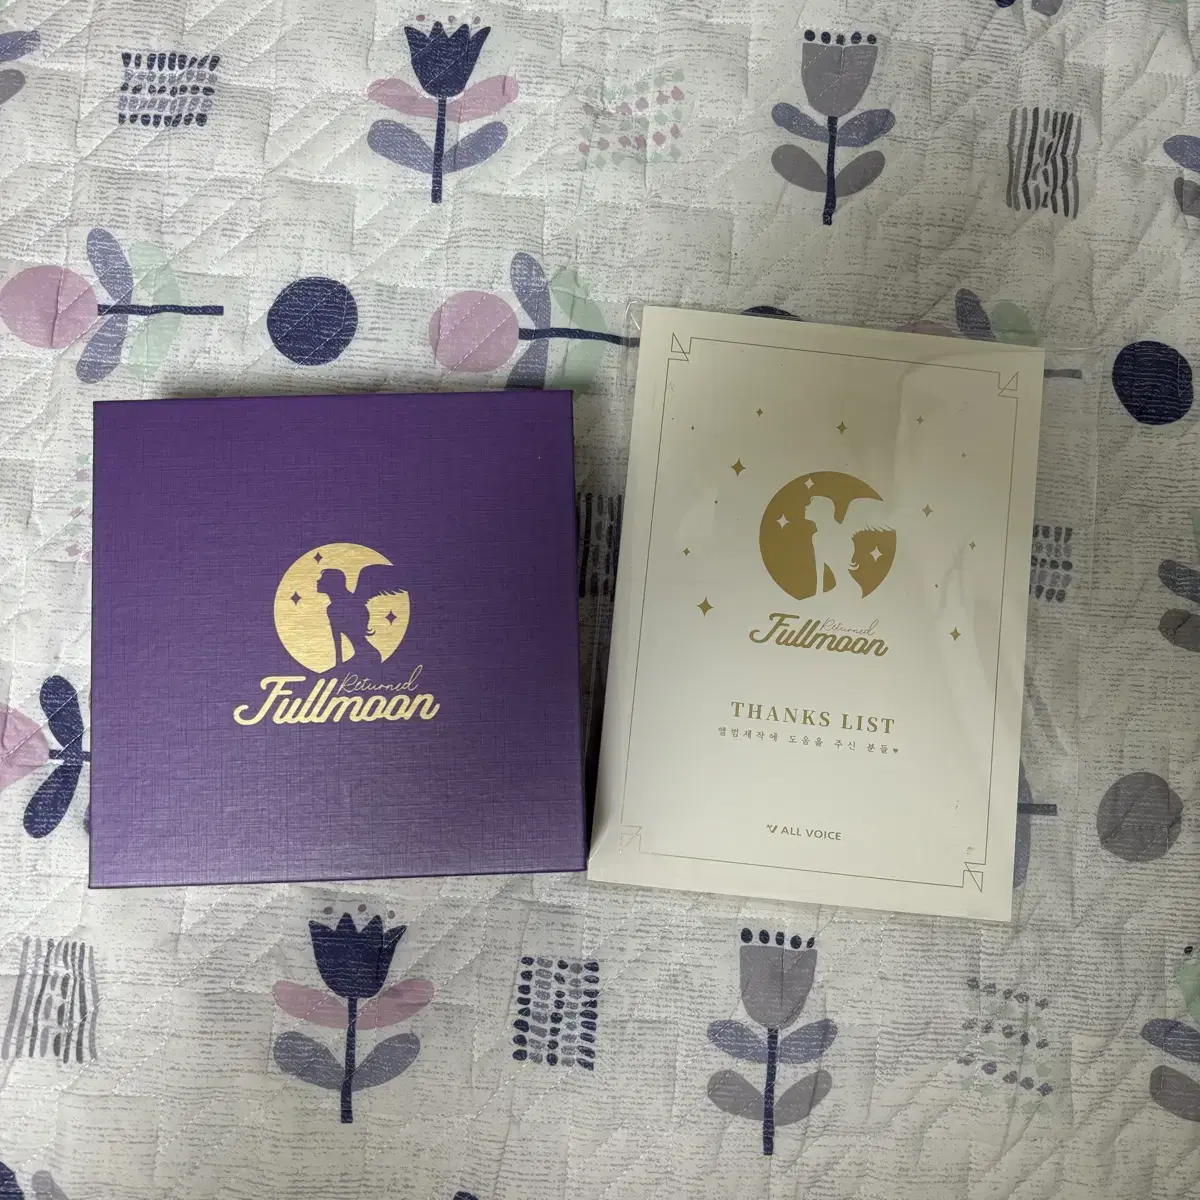 Returned
Fullmoon
Returned
Fullmoon
THANKS LIST
앨범제작에 도움을 주신 분들♥
ALL VOICE